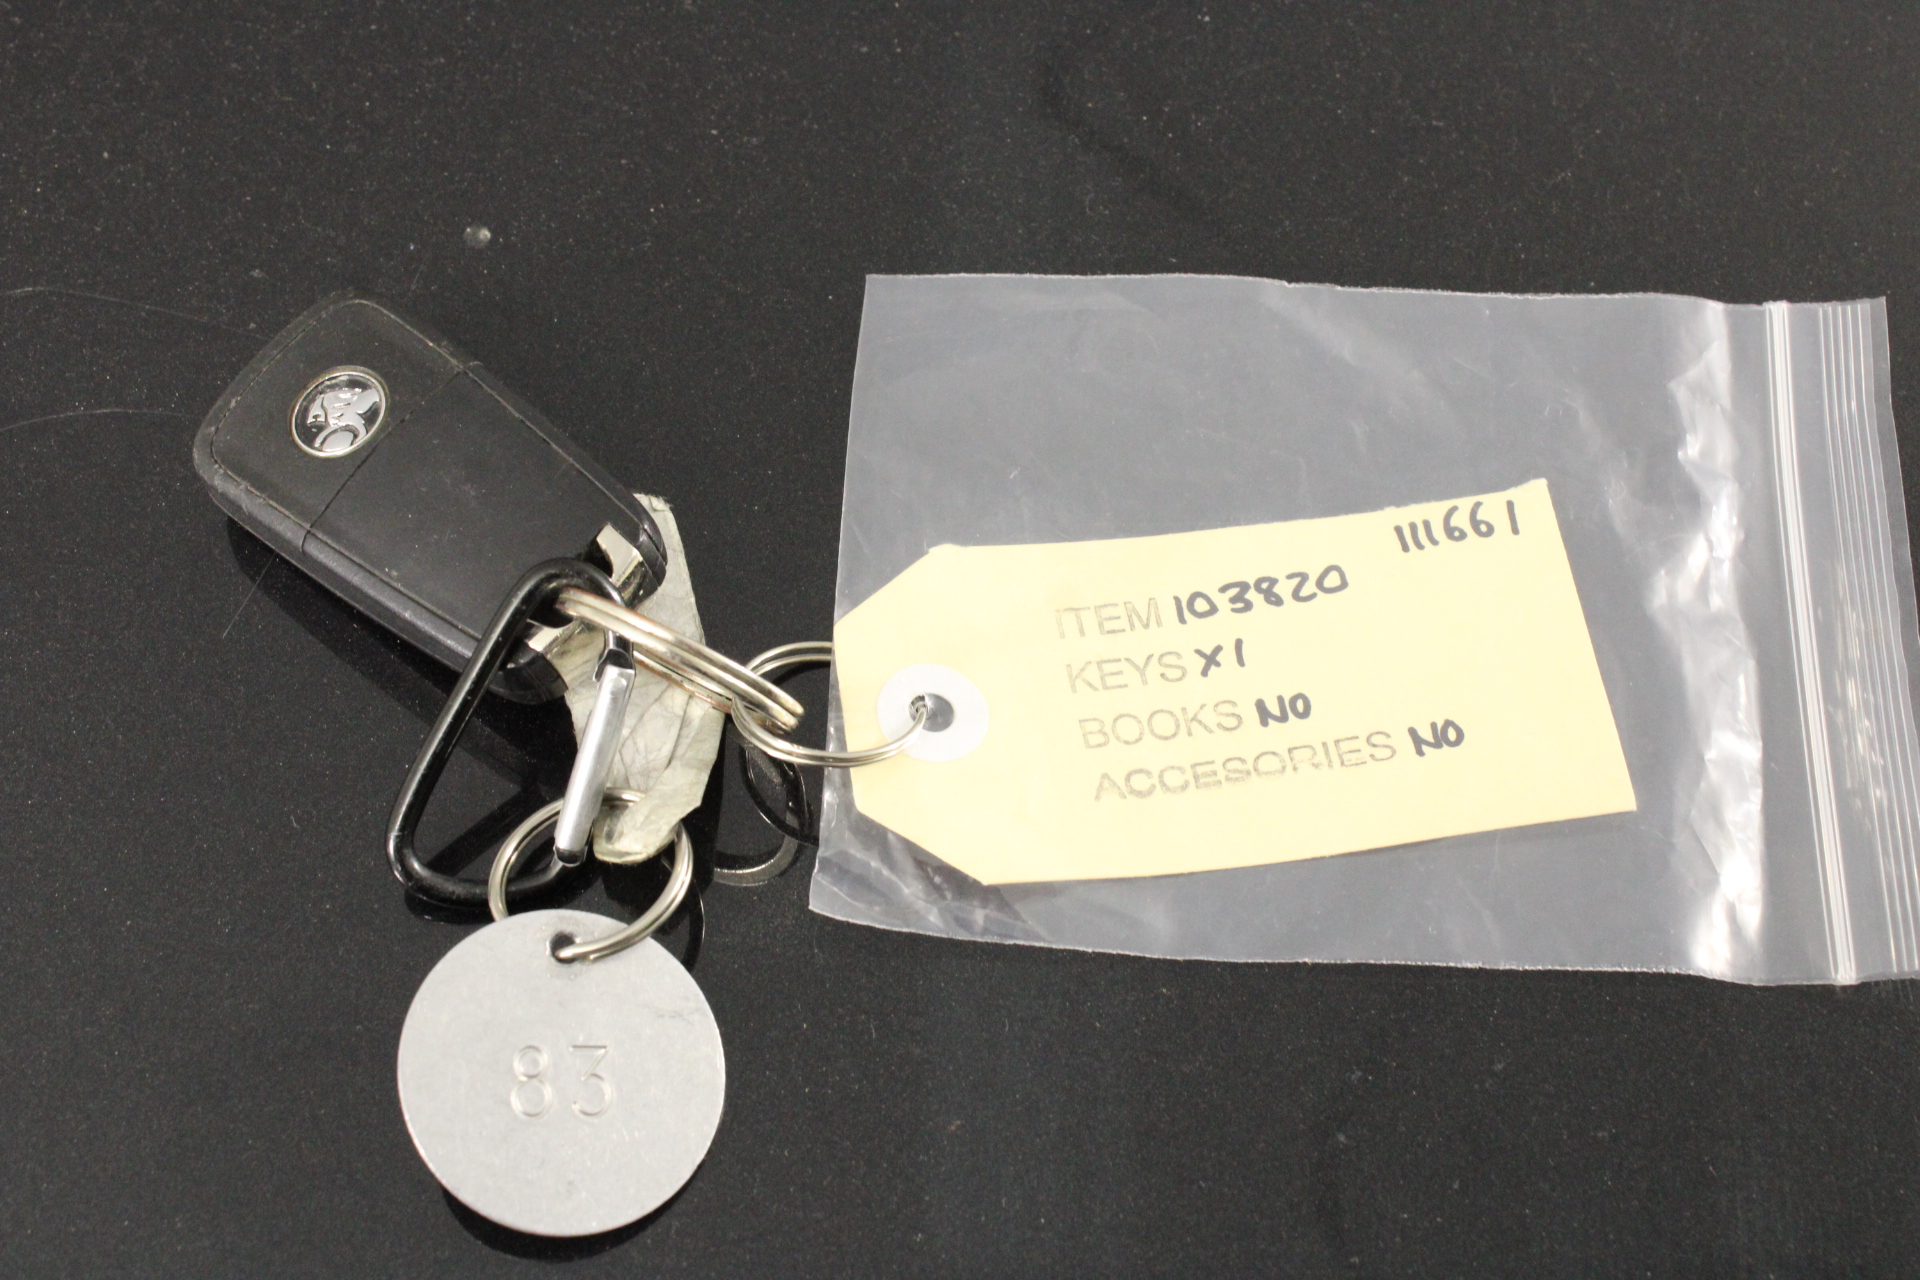 111661
ITEM 103820
KEYS X1
BOOKS NO
ACCESORIES NO
83